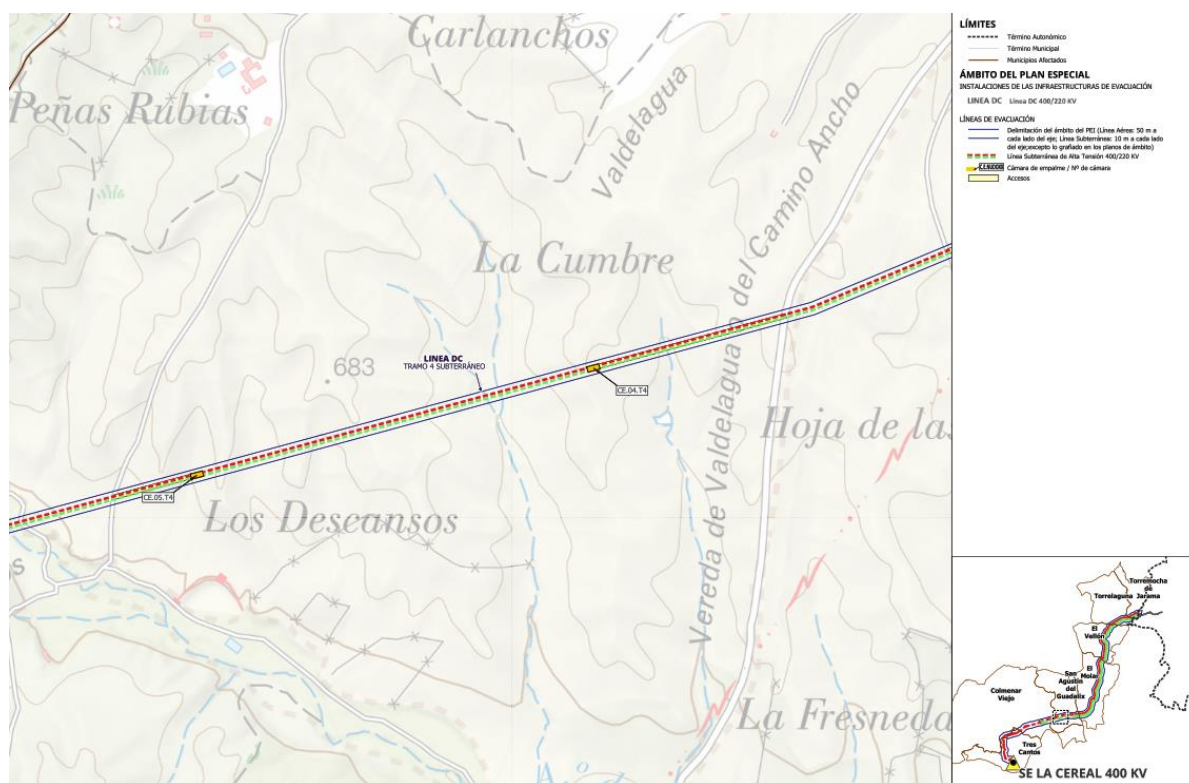 Carlanchos
Peñas Rubias
Valdelagua
Vereda de Valdelagua o del Camino Ancho
La Cumbre
683
LINEA DC
TRAMO 4 SUBTERRÁNEO
CE.04.T4
Hoja de las
CE.05.T4
Los Descansos
os
La Fresneda
LÍMITES
Término Autonómico
Término Municipal
Municipios Afectados
ÁMBITO DEL PLAN ESPECIAL
INSTALACIONES DE LAS INFRAESTRUCTURAS DE EVACUACIÓN
LINEA DC Línea DC 400/220 KV
LÍNEAS DE EVACUACIÓN
Delimitación del ámbito del PEI (Línea Aérea: 50 m a
cada lado del eje; Línea Subterránea: 10 m a cada lado
del eje;excepto lo grafiado en los planos de ámbito)
Línea Subterránea de Alta Tensión 400/220 KV
Cámara de empalme / Nº de cámara
Accesos
Torremocha
de
Jarama
Torrelaguna
El
Vellón
El
Molar
San
Agustín
del
Guadalix
Colmenar
Viejo
Tres
Cantos
SE LA CEREAL 400 KV